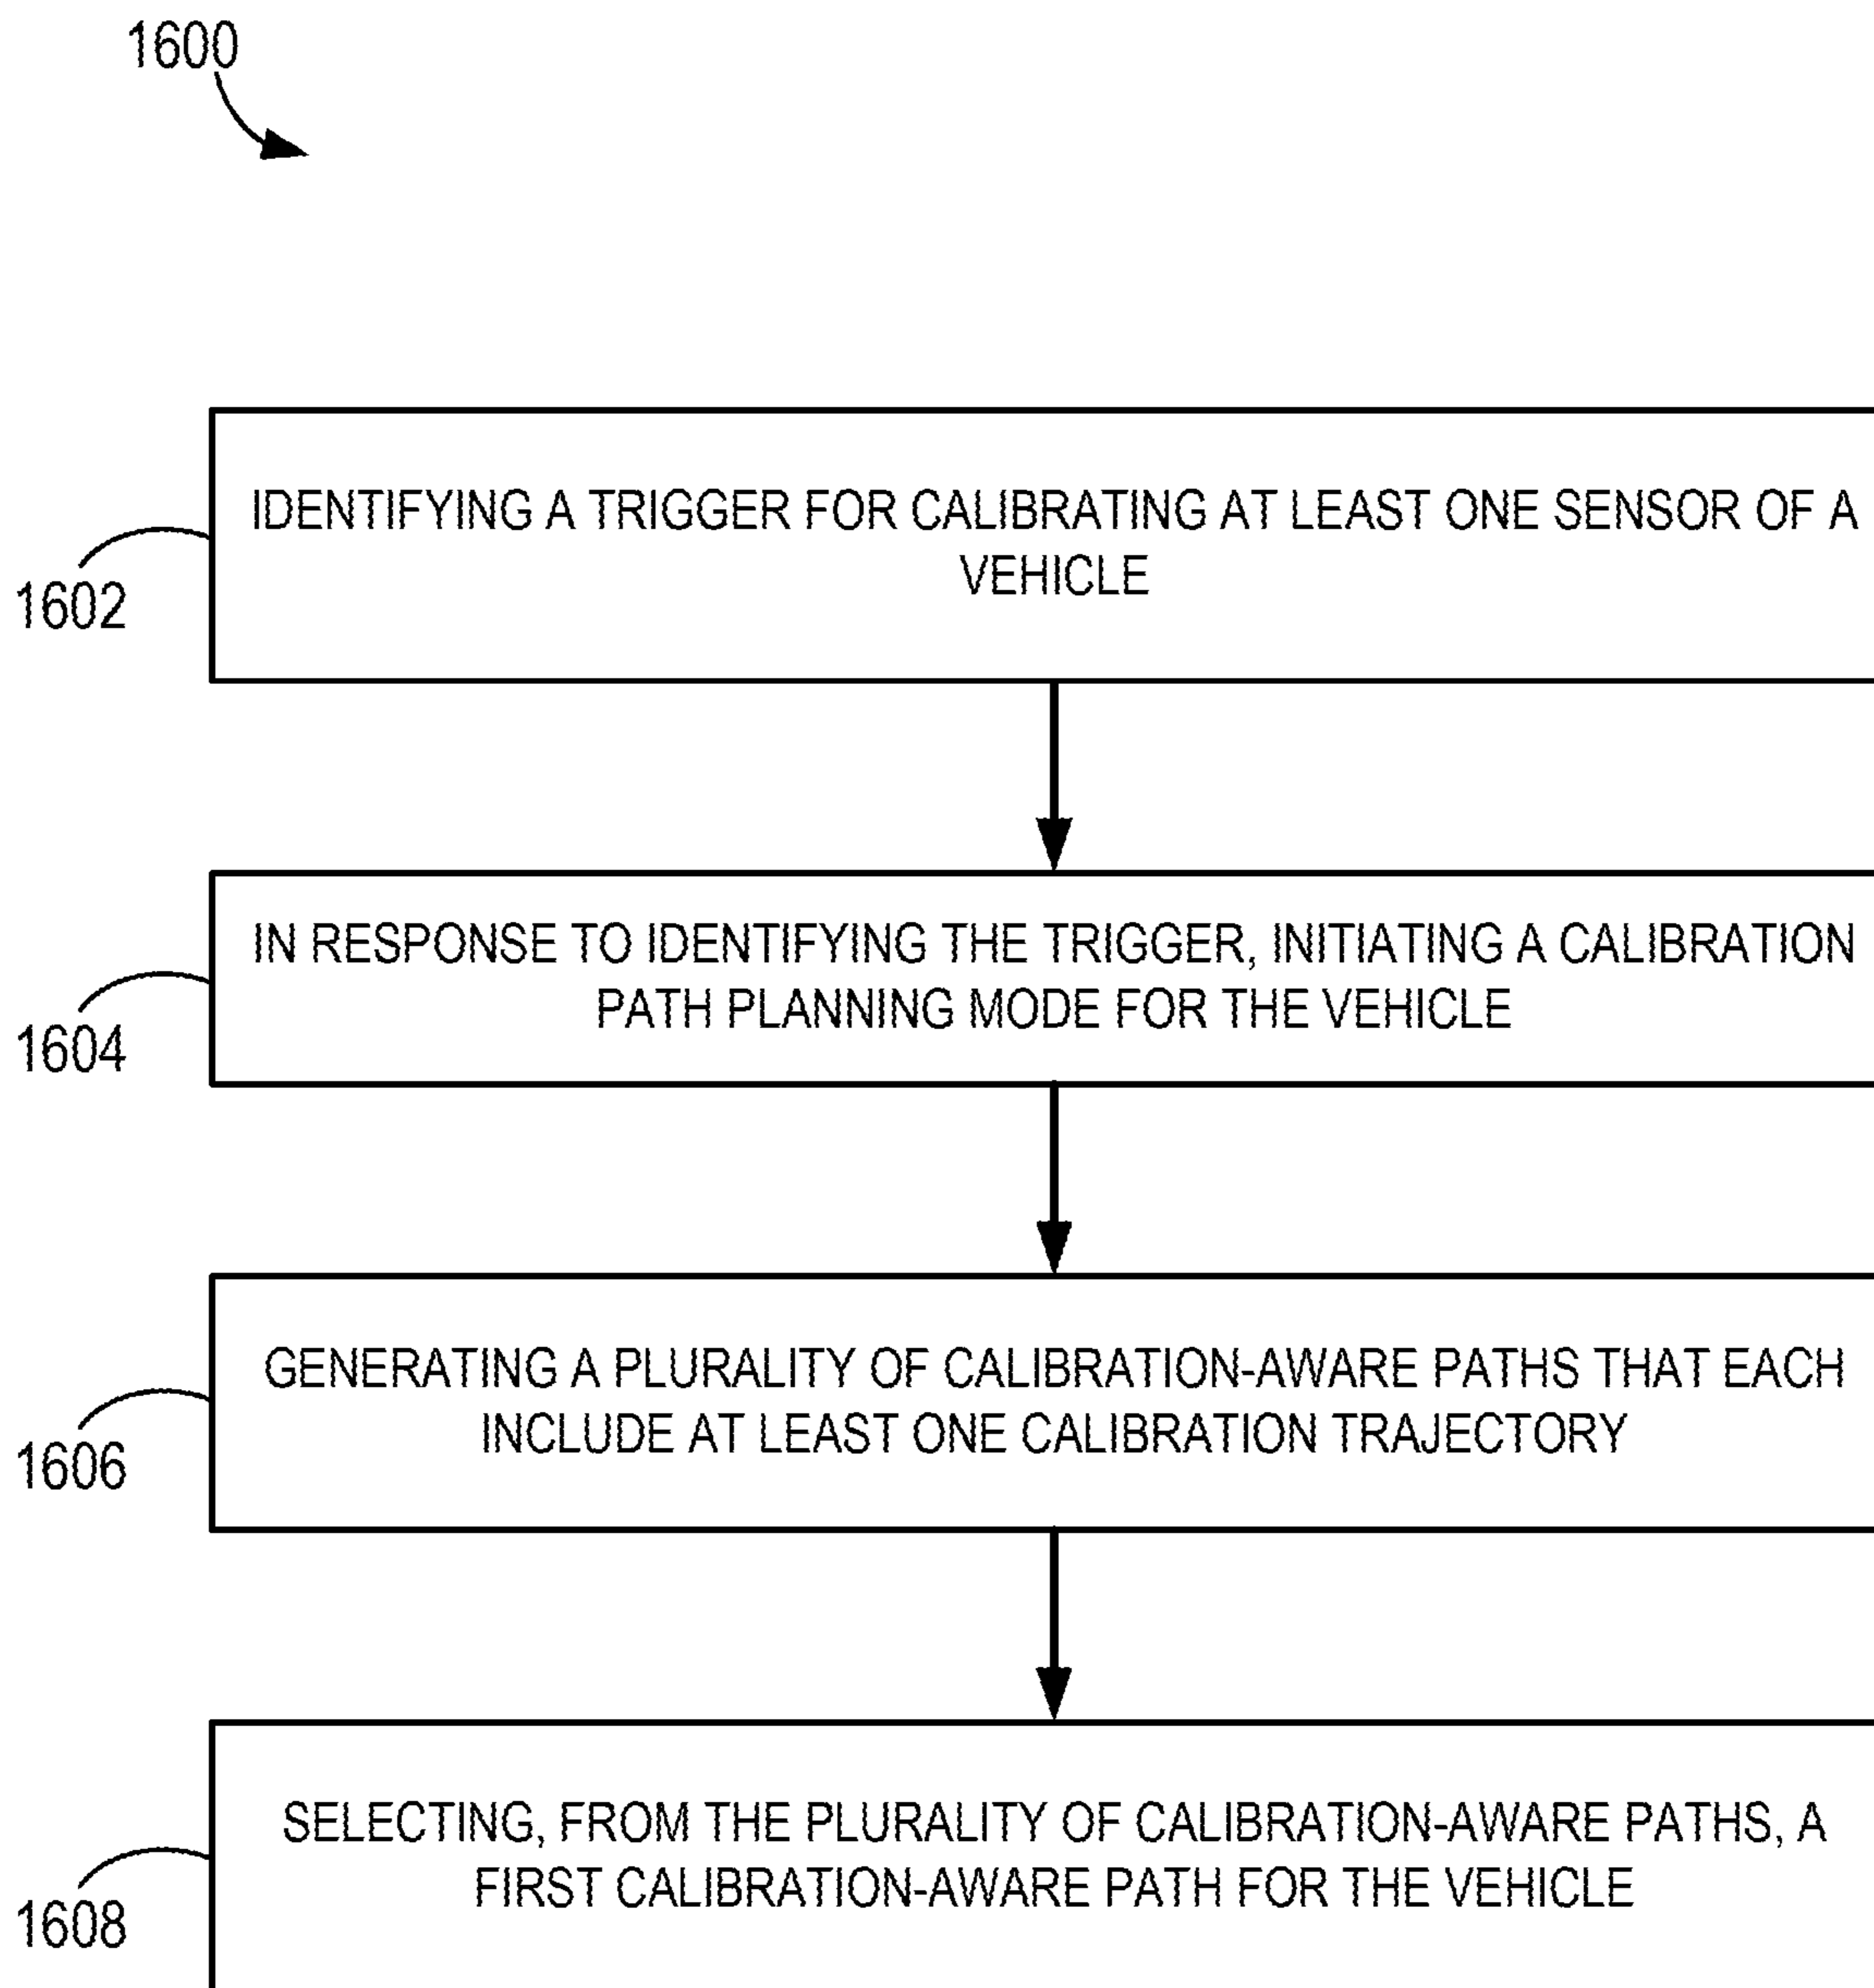 1600
IDENTIFYING A TRIGGER FOR CALIBRATING AT LEAST ONE SENSOR OF A
VEHICLE
1602
IN RESPONSE TO IDENTIFYING THE TRIGGER, INITIATING A CALIBRATION
PATH PLANNING MODE FOR THE VEHICLE
1604
GENERATING A PLURALITY OF CALIBRATION-AWARE PATHS THAT EACH
INCLUDE AT LEAST ONE CALIBRATION TRAJECTORY
1606
SELECTING, FROM THE PLURALITY OF CALIBRATION-AWARE PATHS, A
FIRST CALIBRATION-AWARE PATH FOR THE VEHICLE
1608